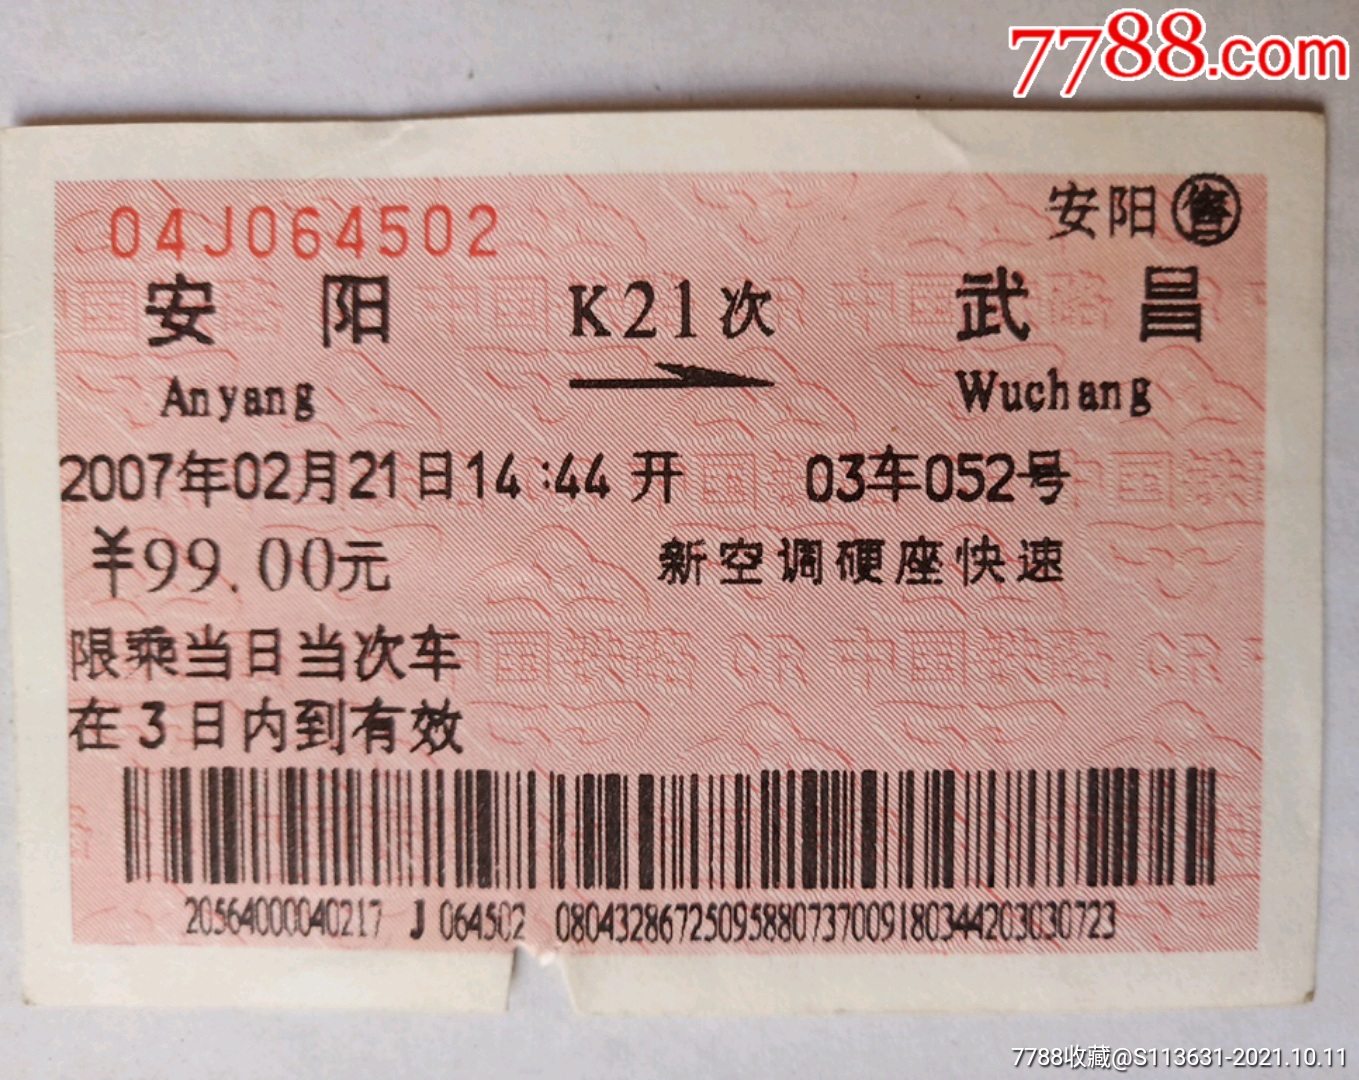 7788.com
04J064502
安阳售
安阳 K21次 武昌
Anyang Wuchang
2007年02月21日14:44开 03车052号
￥99.00元 新空调硬座快速
限乘当日当次车
在3日内到有效
20564000040217 J 064502 0804328672509588073700918034420303​0723
7788收藏@S113631-2021.10.11